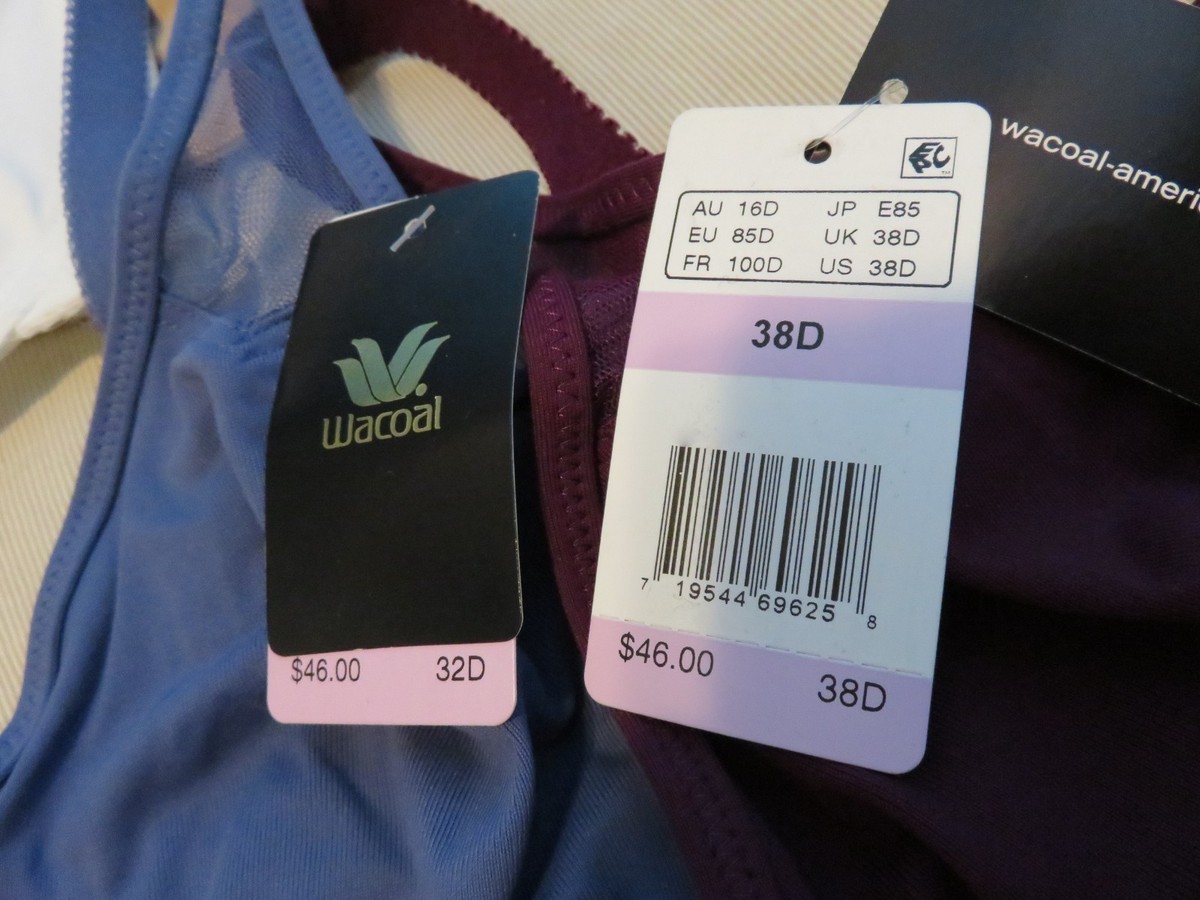 Wacoal
$46.00 32D
EBC
AU 16D JP E85
EU 85D UK 38D
FR 100D US 38D
38D
7 19544 69625 8
$46.00
38D
wacoal-ameri